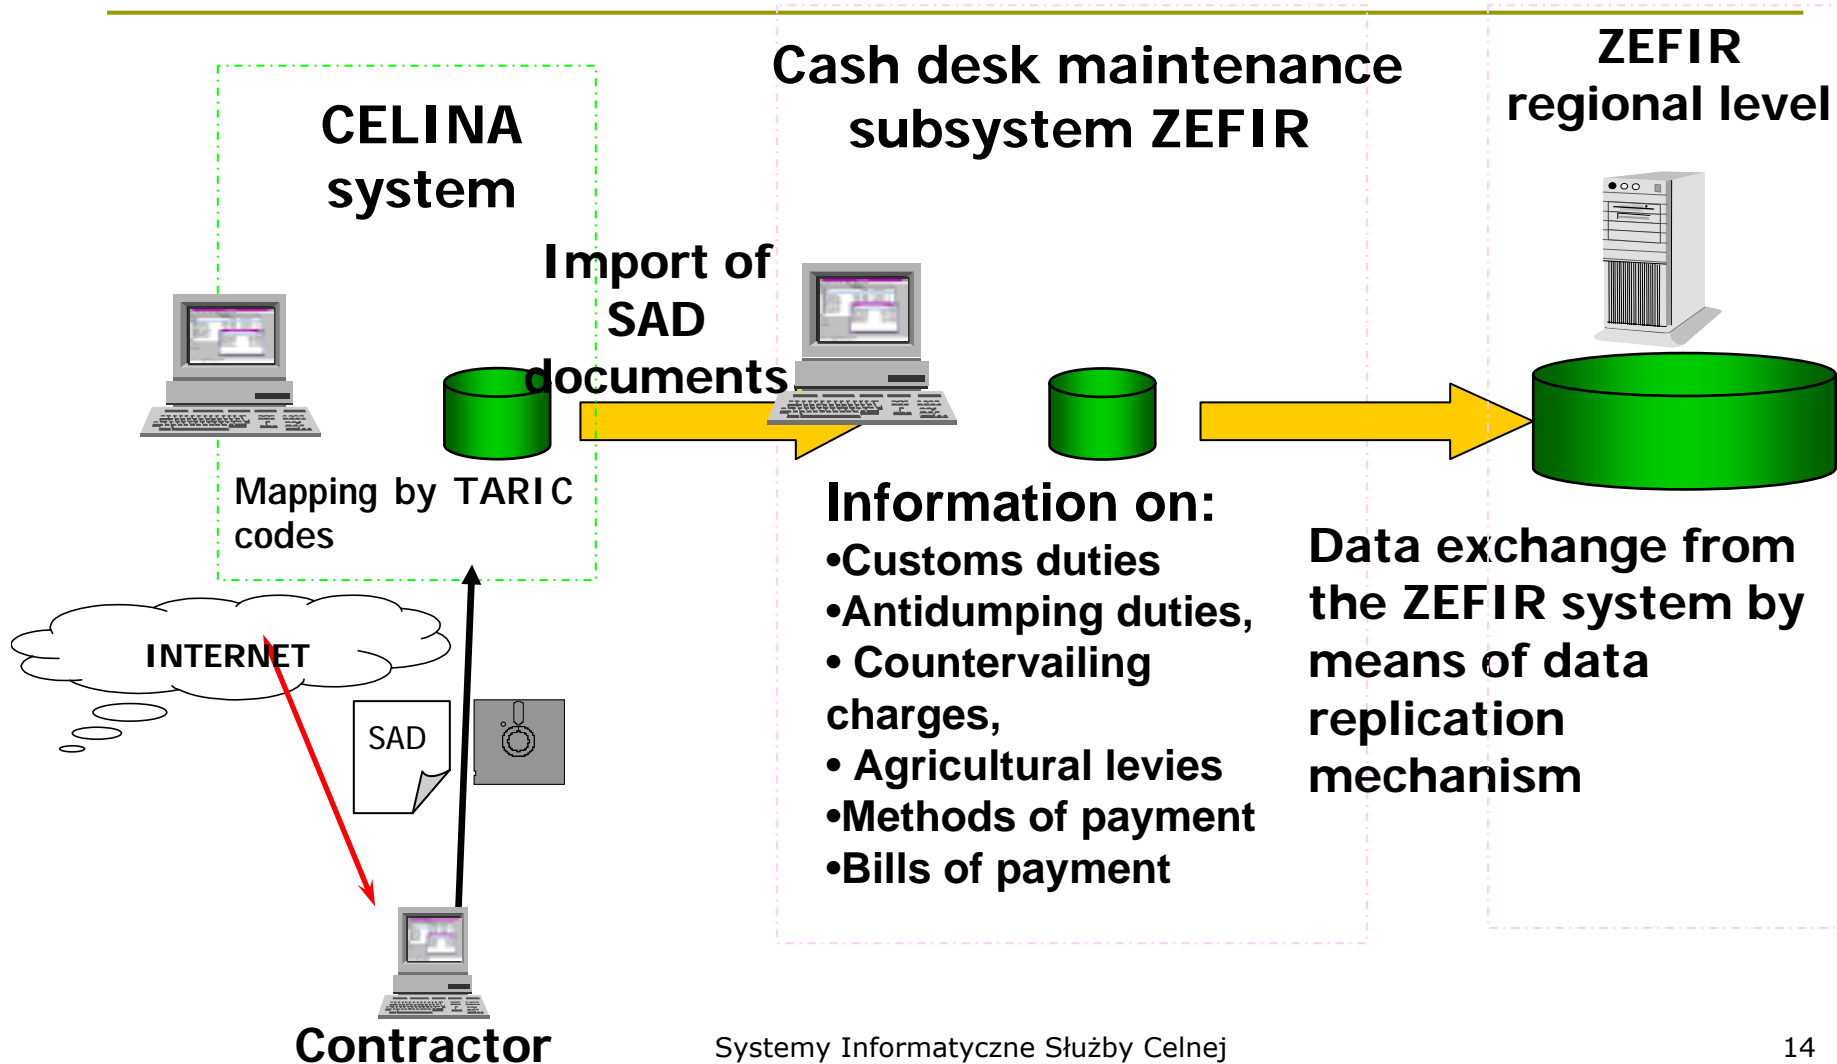 CELINA
system
Cash desk maintenance
subsystem ZEFIR
ZEFIR
regional level
Import of
SAD
documents
Mapping by TARIC
codes
INTERNET
SAD
Contractor
Information on:
•Customs duties
•Antidumping duties,
• Countervailing
charges,
• Agricultural levies
•Methods of payment
•Bills of payment
Data exchange from
the ZEFIR system by
means of data
replication
mechanism
Systemy Informatyczne Służby Celnej
14